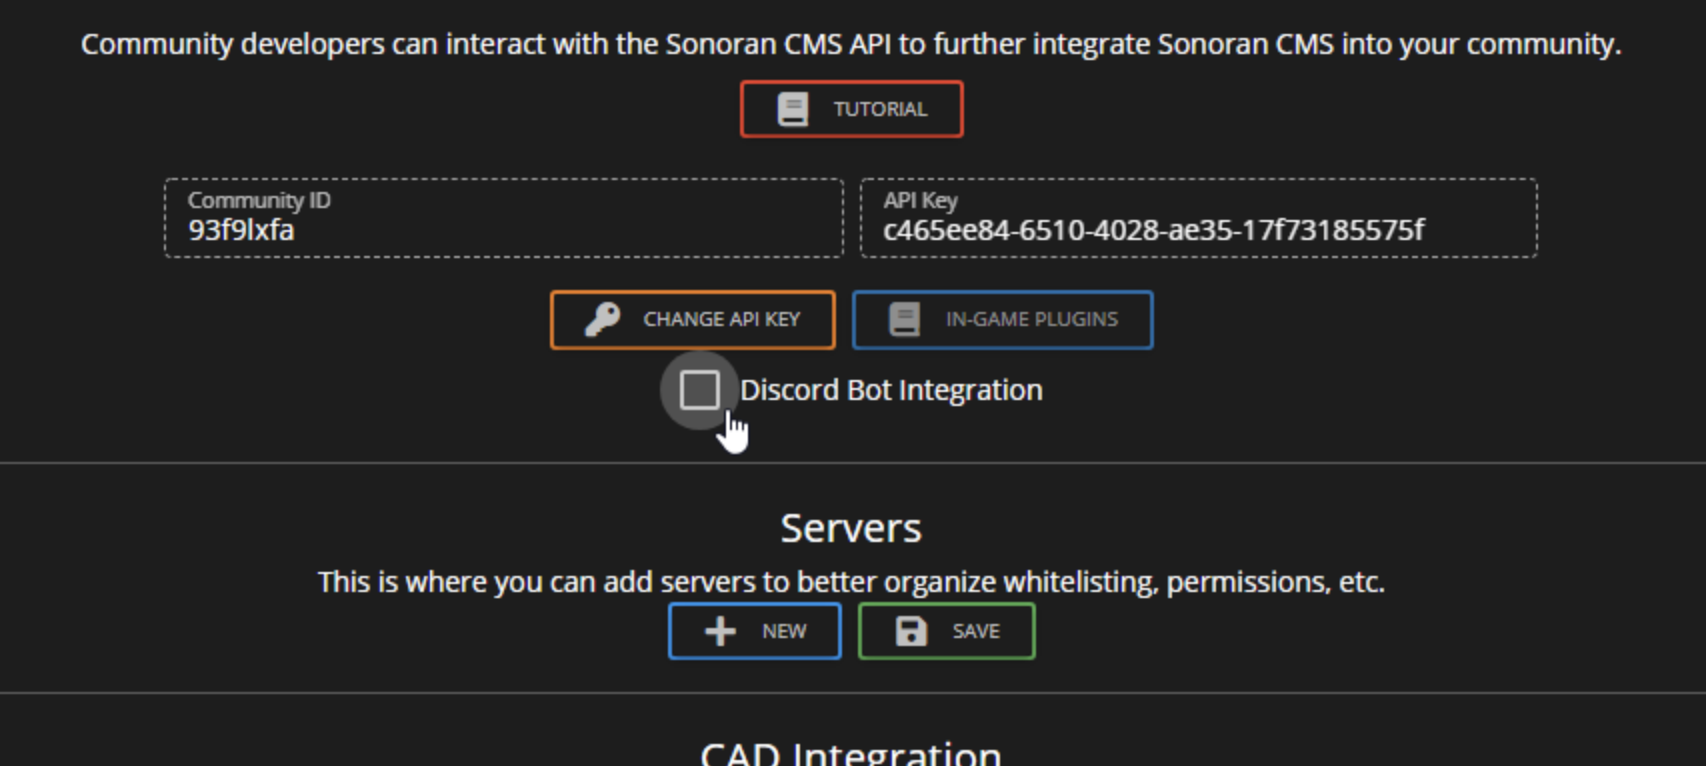 Community developers can interact with the Sonoran CMS API to further integrate Sonoran CMS into your community.
TUTORIAL
Community ID
93f9lxfa
API Key
c465ee84-6510-4028-ae35-17f73185575f
CHANGE API KEY
IN-GAME PLUGINS
Discord Bot Integration
Servers
This is where you can add servers to better organize whitelisting, permissions, etc.
NEW
SAVE
CAD Integration